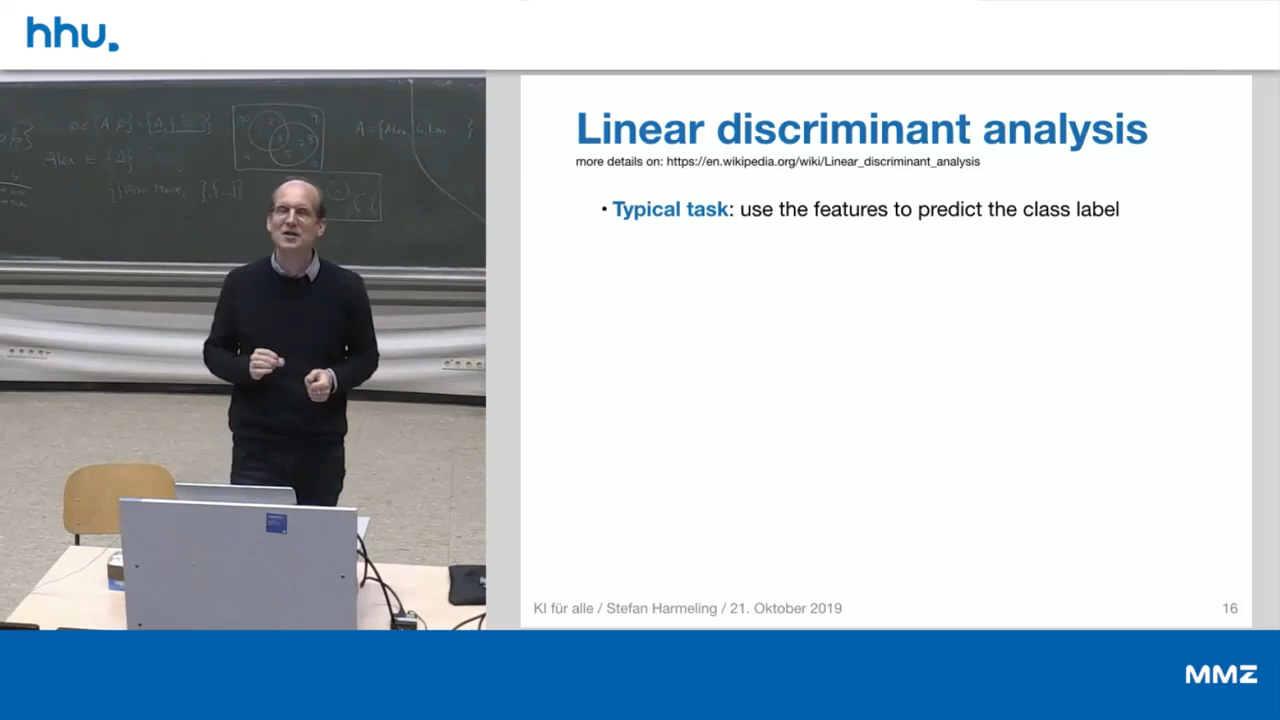 hhu.
Linear discriminant analysis
more details on: https://en.wikipedia.org/wiki/Linear_discriminant_analysis
• Typical task: use the features to predict the class label
KI für alle / Stefan Harmeling / 21. Oktober 2019
16
MMZ